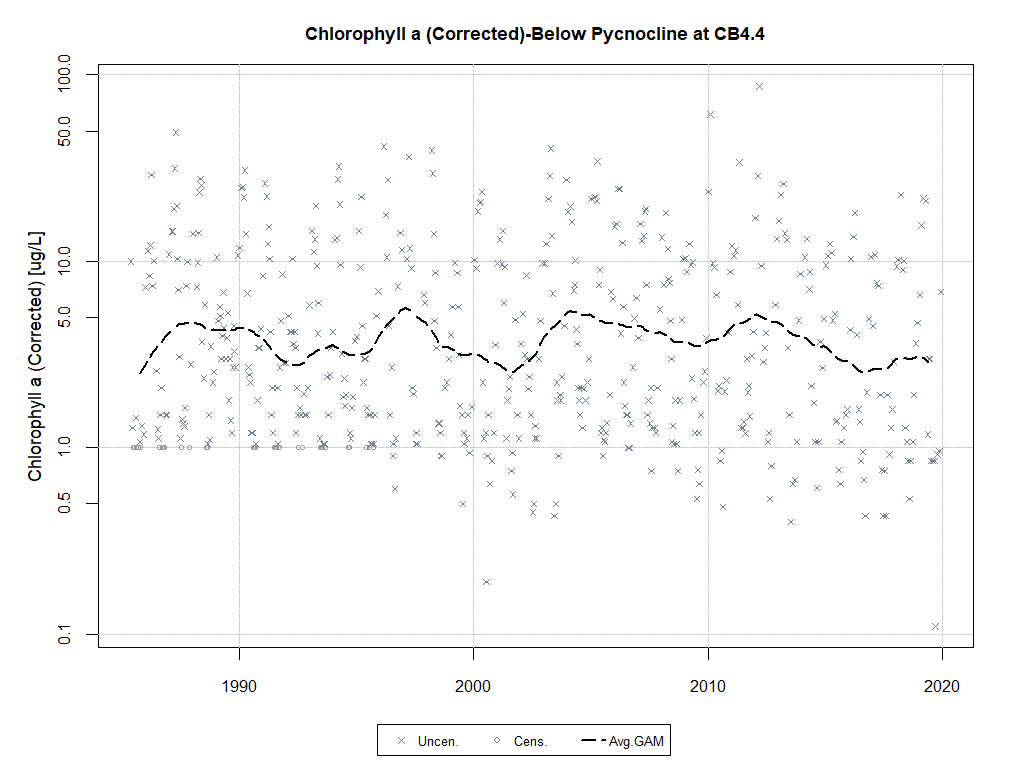 Chlorophyll a (Corrected)-Below Pycnocline at CB4.4
Chlorophyll a (Corrected) [ug/L]
100.0
50.0
10.0
5.0
1.0
0.5
0.1
1990 2000 2010 2020
Uncen. Cens. Avg.GAM